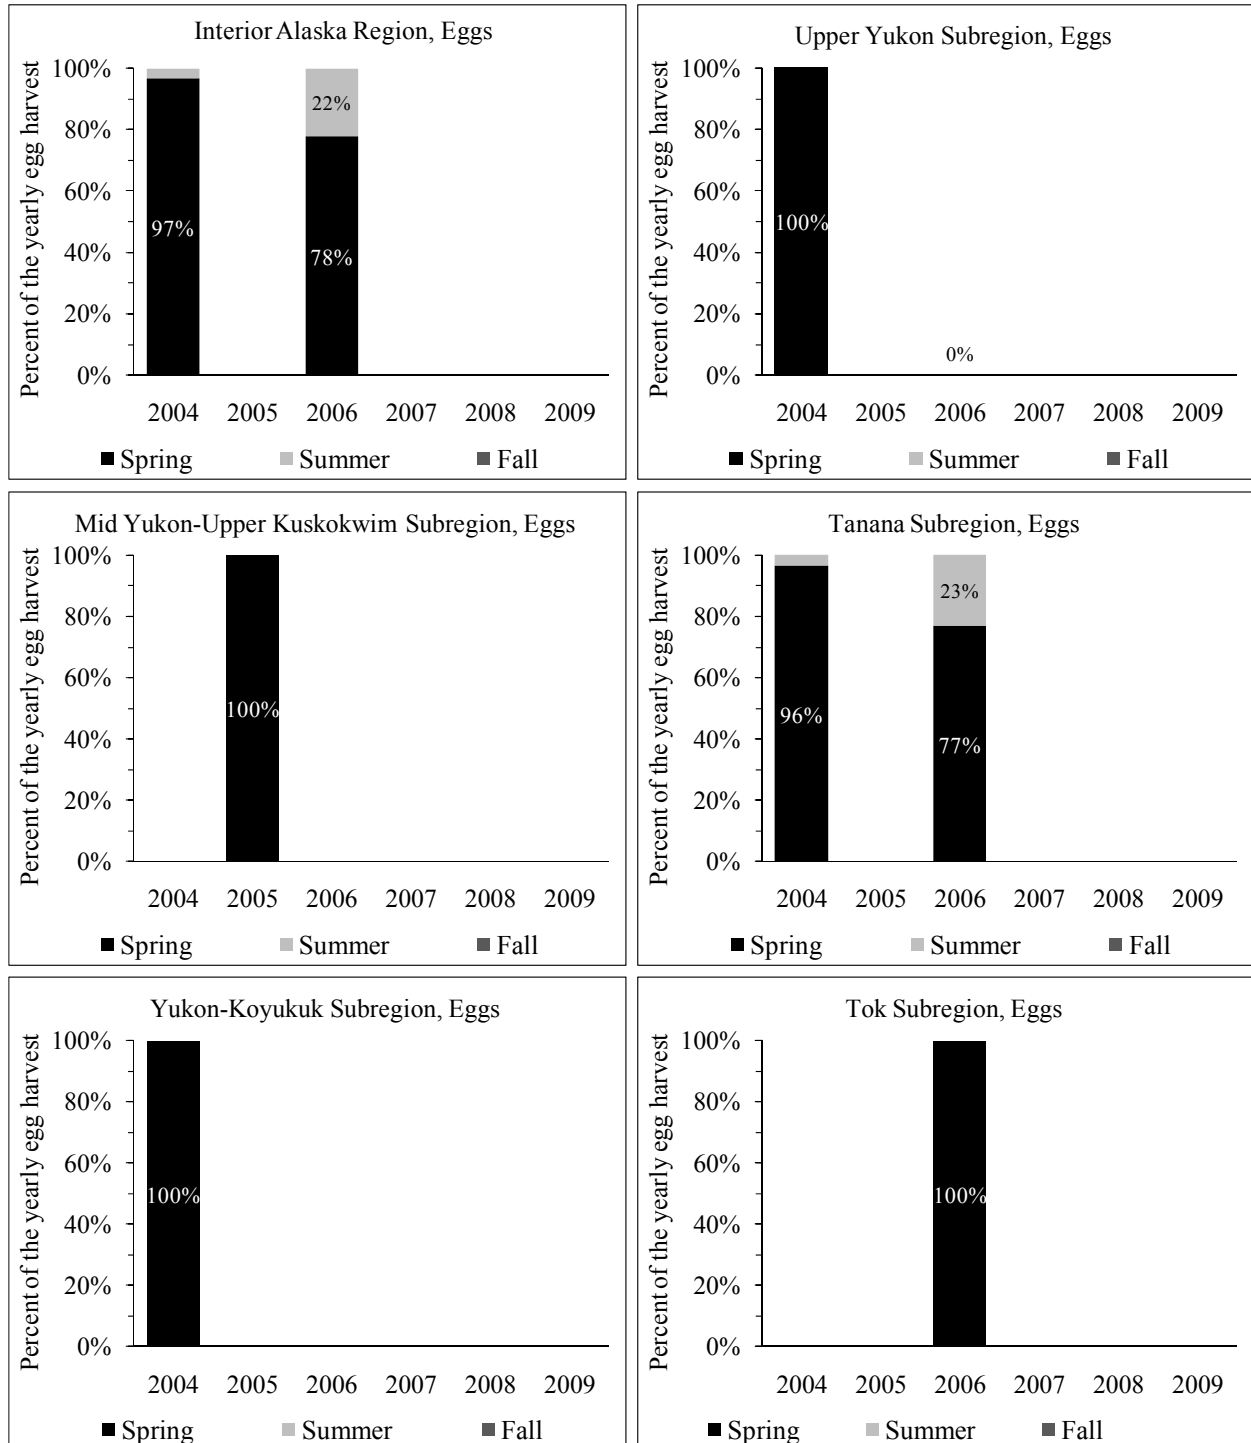 Interior Alaska Region, Eggs
Percent of the yearly egg harvest
100%
80%
60%
40%
20%
0%
97%
22%
78%
2004 2005 2006 2007 2008 2009
Spring Summer Fall
Upper Yukon Subregion, Eggs
Percent of the yearly egg harvest
100%
80%
60%
40%
20%
0%
100%
0%
2004 2005 2006 2007 2008 2009
Spring Summer Fall
Mid Yukon-Upper Kuskokwim Subregion, Eggs
Percent of the yearly egg harvest
100%
80%
60%
40%
20%
0%
100%
2004 2005 2006 2007 2008 2009
Spring Summer Fall
Tanana Subregion, Eggs
Percent of the yearly egg harvest
100%
80%
60%
40%
20%
0%
96%
23%
77%
2004 2005 2006 2007 2008 2009
Spring Summer Fall
Yukon-Koyukuk Subregion, Eggs
Percent of the yearly egg harvest
100%
80%
60%
40%
20%
0%
100%
2004 2005 2006 2007 2008 2009
Spring Summer Fall
Tok Subregion, Eggs
Percent of the yearly egg harvest
100%
80%
60%
40%
20%
0%
100%
2004 2005 2006 2007 2008 2009
Spring Summer Fall